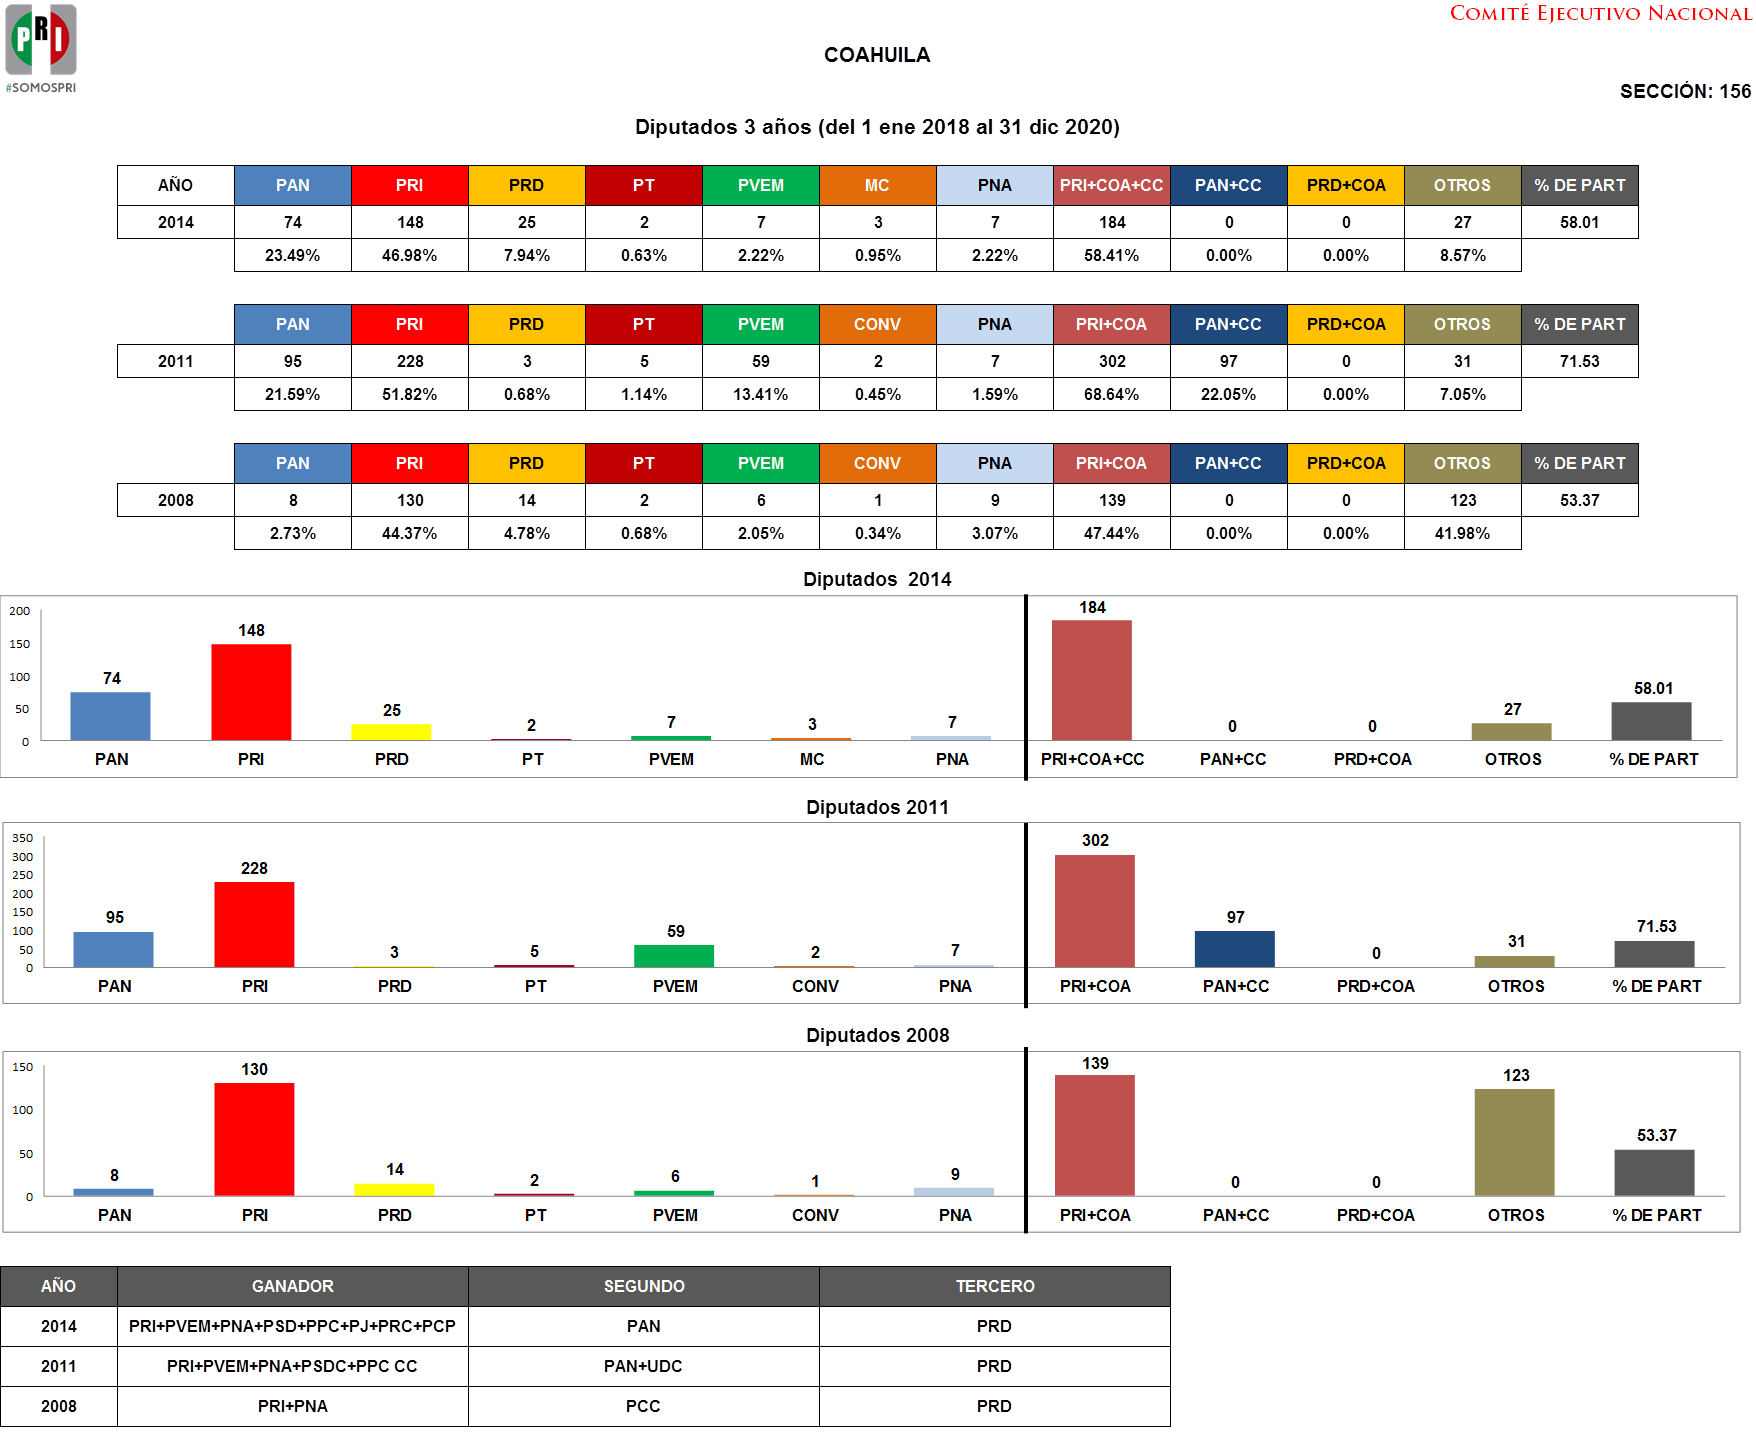 PRI
#SOMOSPRI
COMITÉ EJECUTIVO NACIONAL
COAHUILA
SECCIÓN: 156
Diputados 3 años (del 1 ene 2018 al 31 dic 2020)
AÑO PAN PRI PRD PT PVEM MC PNA PRI+COA+CC PAN+CC PRD+COA OTROS % DE PART
2014 74 148 25 2 7 3 7 184 0 0 27 58.01
23.49% 46.98% 7.94% 0.63% 2.22% 0.95% 2.22% 58.41% 0.00% 0.00% 8.57%
PAN PRI PRD PT PVEM CONV PNA PRI+COA PAN+CC PRD+COA OTROS % DE PART
2011 95 228 3 5 59 2 7 302 97 0 31 71.53
21.59% 51.82% 0.68% 1.14% 13.41% 0.45% 1.59% 68.64% 22.05% 0.00% 7.05%
PAN PRI PRD PT PVEM CONV PNA PRI+COA PAN+CC PRD+COA OTROS % DE PART
2008 8 130 14 2 6 1 9 139 0 0 123 53.37
2.73% 44.37% 4.78% 0.68% 2.05% 0.34% 3.07% 47.44% 0.00% 0.00% 41.98%
Diputados 2014
200
150
100
50
0
74 148 25 2 7 3 7 184 0 0 27 58.01
PAN PRI PRD PT PVEM MC PNA PRI+COA+CC PAN+CC PRD+COA OTROS % DE PART
Diputados 2011
350
300
250
200
150
100
50
0
95 228 3 5 59 2 7 302 97 0 31 71.53
PAN PRI PRD PT PVEM CONV PNA PRI+COA PAN+CC PRD+COA OTROS % DE PART
Diputados 2008
150
100
50
0
8 130 14 2 6 1 9 139 0 0 123 53.37
PAN PRI PRD PT PVEM CONV PNA PRI+COA PAN+CC PRD+COA OTROS % DE PART
AÑO GANADOR SEGUNDO TERCERO
2014 PRI+PVEM+PNA+PSD+PPC+PJ+PRC+PCP PAN PRD
2011 PRI+PVEM+PNA+PSDC+PPC CC PAN+UDC PRD
2008 PRI+PNA PCC PRD